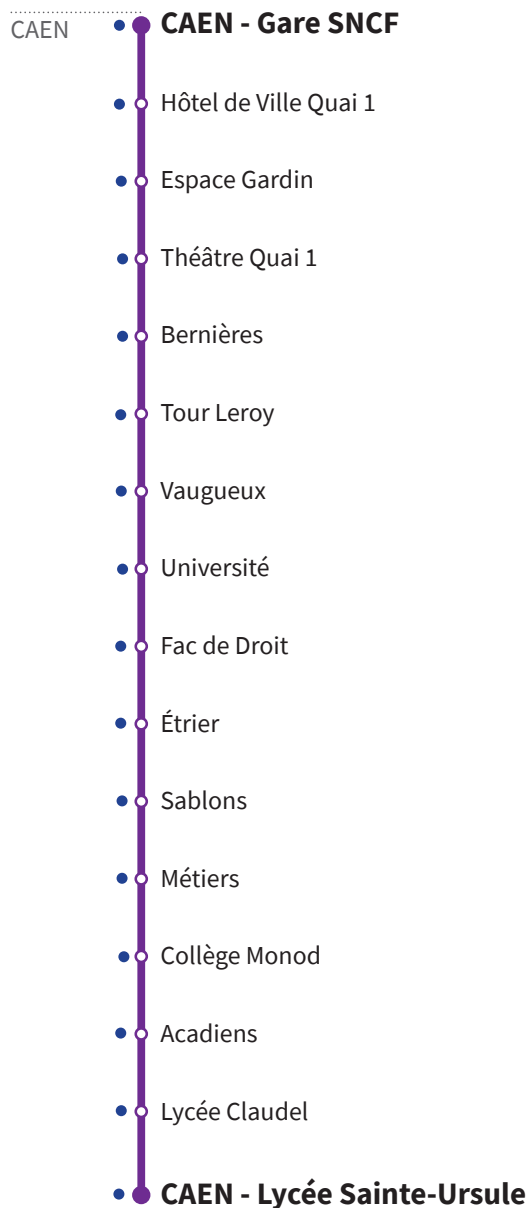 CAEN
CAEN - Gare SNCF
Hôtel de Ville Quai 1
Espace Gardin
Théâtre Quai 1
Bernières
Tour Leroy
Vaugueux
Université
Fac de Droit
Étrier
Sablons
Métiers
Collège Monod
Acadiens
Lycée Claudel
CAEN - Lycée Sainte-Ursule